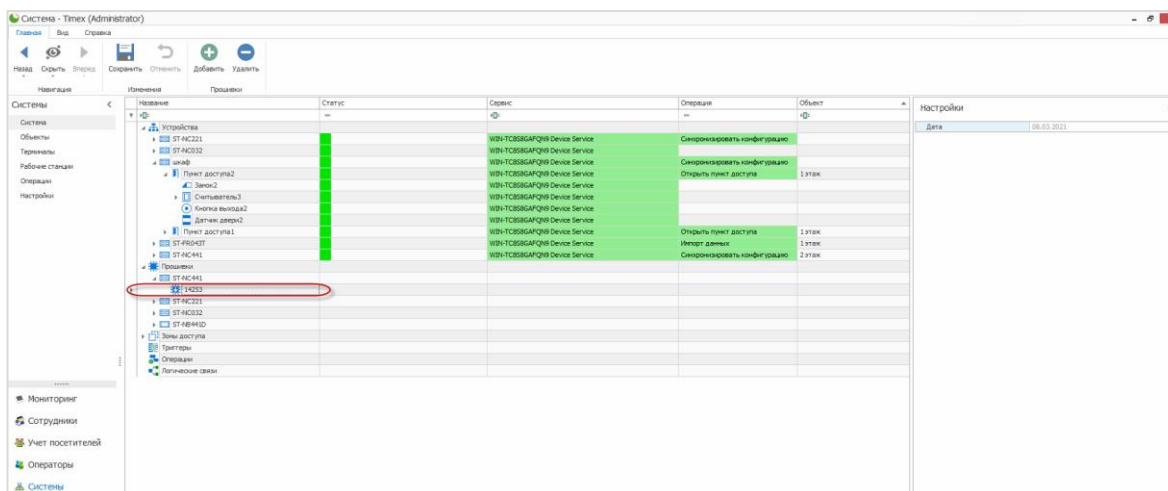 Система - Timex (Administrator)
Главная Вид Справка
Назад Скрыть Вперед Сохранить Отменить Добавить Удалить
Навигация Изменения Прошивки
Системы
Система
Объекты
Терминалы
Рабочие станции
Операции
Настройки
Мониторинг
Сотрудники
Учет посетителей
Операторы
Системы
Название Статус Сервис Операция Объект
Устройства
ST-NC221 WIN-TC8S8GAFQN9 Device Service Синхронизировать конфигурацию
ST-NC032 WIN-TC8S8GAFQN9 Device Service
шкаф WIN-TC8S8GAFQN9 Device Service Синхронизировать конфигурацию
Пункт доступа2 WIN-TC8S8GAFQN9 Device Service Открыть пункт доступа 1 этаж
Замок2 WIN-TC8S8GAFQN9 Device Service
Считыватель3 WIN-TC8S8GAFQN9 Device Service
Кнопка выхода2 WIN-TC8S8GAFQN9 Device Service
Датчик двери2 WIN-TC8S8GAFQN9 Device Service
Пункт доступа1 WIN-TC8S8GAFQN9 Device Service Открыть пункт доступа 1 этаж
ST-FR043T WIN-TC8S8GAFQN9 Device Service Импорт данных 1 этаж
ST-NC441 WIN-TC8S8GAFQN9 Device Service Синхронизировать конфигурацию 2 этаж
Прошивки
ST-NC441
14253
ST-NC221
ST-NC032
ST-NB441D
Зоны доступа
Триггеры
Операции
Логические связи
Настройки
Дата 08.03.2021